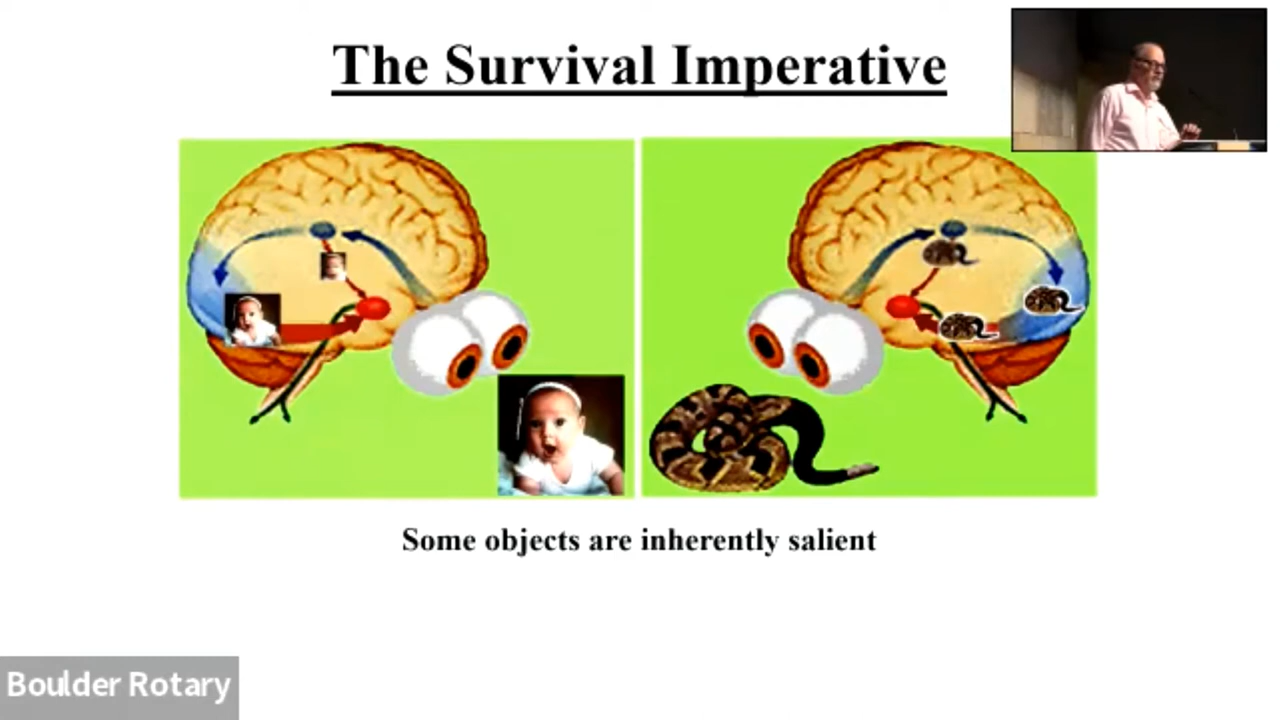 The Survival Imperative
Some objects are inherently salient
Boulder Rotary